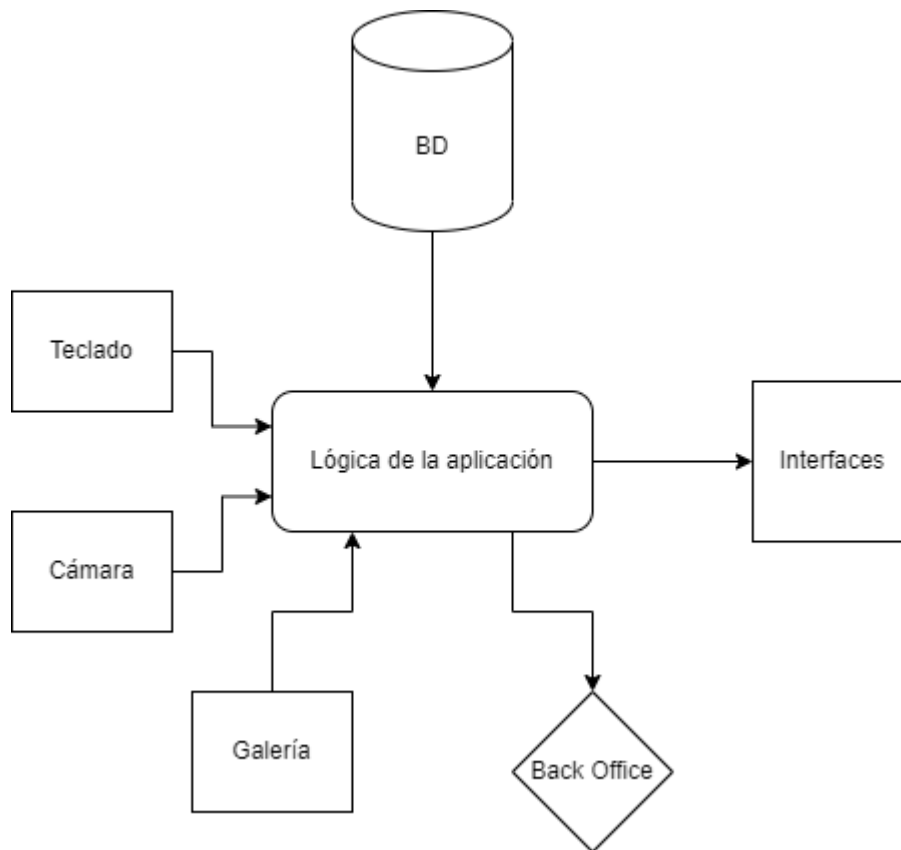 BD
Teclado
Lógica de la aplicación
Interfaces
Cámara
Galería
Back Office